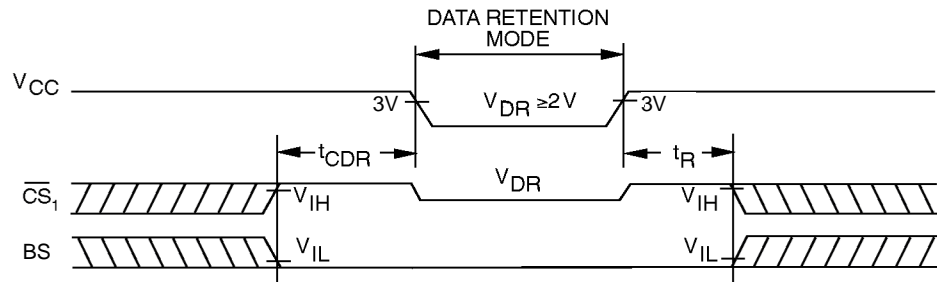 DATA RETENTION
MODE
VCC
3V
VDR ≥2V
3V
tCDR
tR
CS1
VIH
VDR
VIH
BS
VIL
VIL